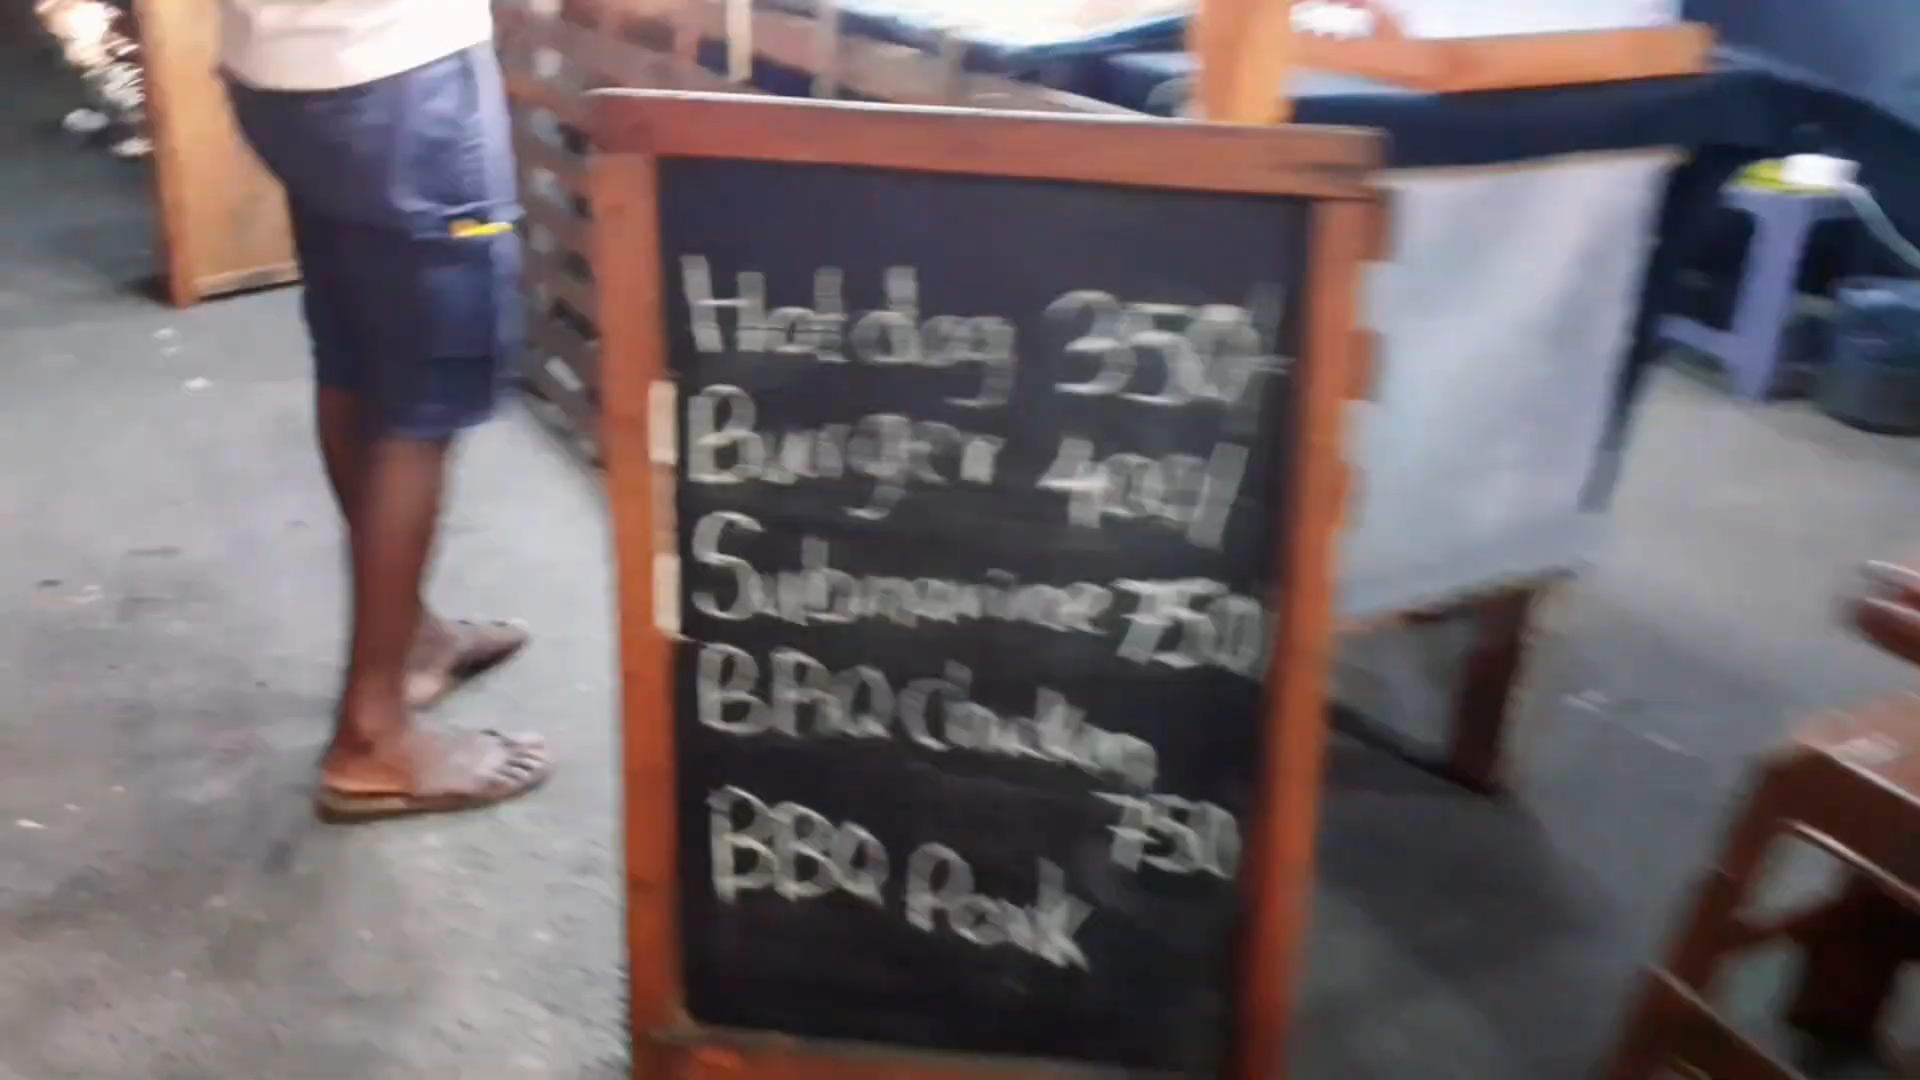 Hotdog 350/-
Burger 400/
Submarine 750
BBQ Chicken
750
BBQ Pork